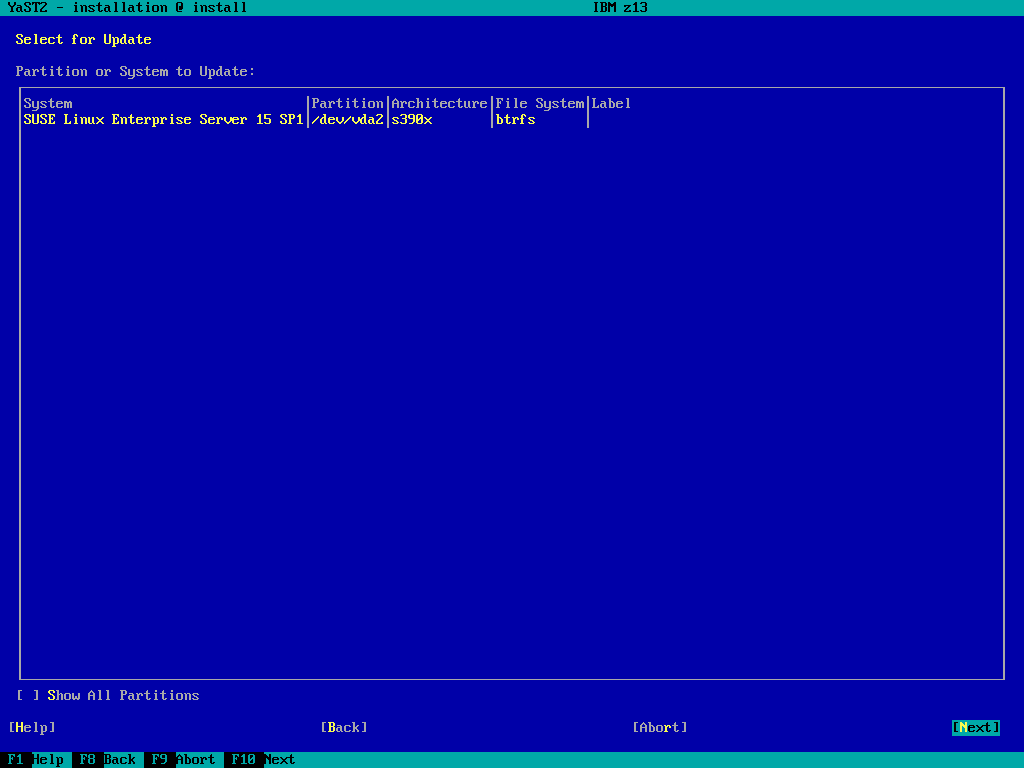 YaST2 - installation @ install IBM z13
Select for Update
Partition or System to Update:
System |Partition|Architecture|File System|Label
SUSE Linux Enterprise Server 15 SP1|/dev/vda2|s390x |btrfs |
[ ] Show All Partitions
[Help] [Back] [Abort] [Next]
F1 Help F8 Back F9 Abort F10 Next